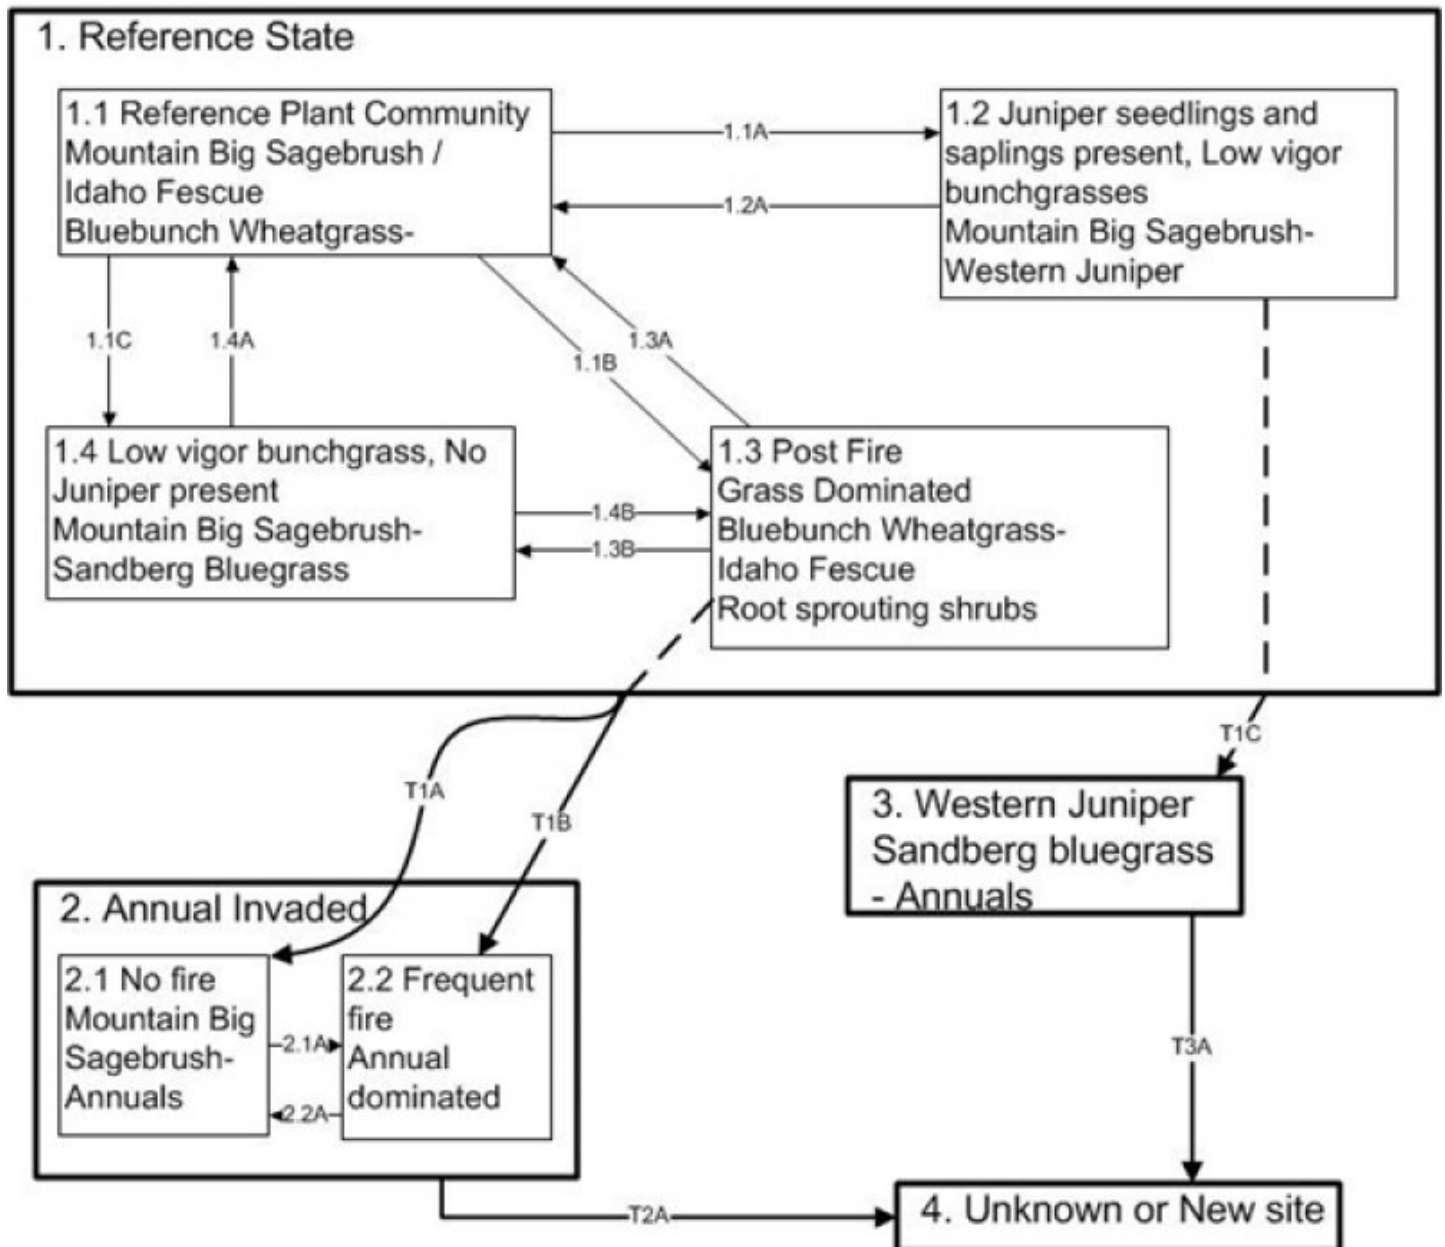 1. Reference State
1.1 Reference Plant Community
Mountain Big Sagebrush /
Idaho Fescue
Bluebunch Wheatgrass-
1.1A
1.2A
1.2 Juniper seedlings and
saplings present, Low vigor
bunchgrasses
Mountain Big Sagebrush-
Western Juniper
1.1C
1.4A
1.1B
1.3A
1.4 Low vigor bunchgrass, No
Juniper present
Mountain Big Sagebrush-
Sandberg Bluegrass
1.4B
1.3B
1.3 Post Fire
Grass Dominated
Bluebunch Wheatgrass-
Idaho Fescue
Root sprouting shrubs
T1A
T1B
T1C
2. Annual Invaded
2.1 No fire
Mountain Big
Sagebrush-
Annuals
2.1A
2.2A
2.2 Frequent
fire
Annual
dominated
3. Western Juniper
Sandberg bluegrass
- Annuals
T3A
T2A
4. Unknown or New site